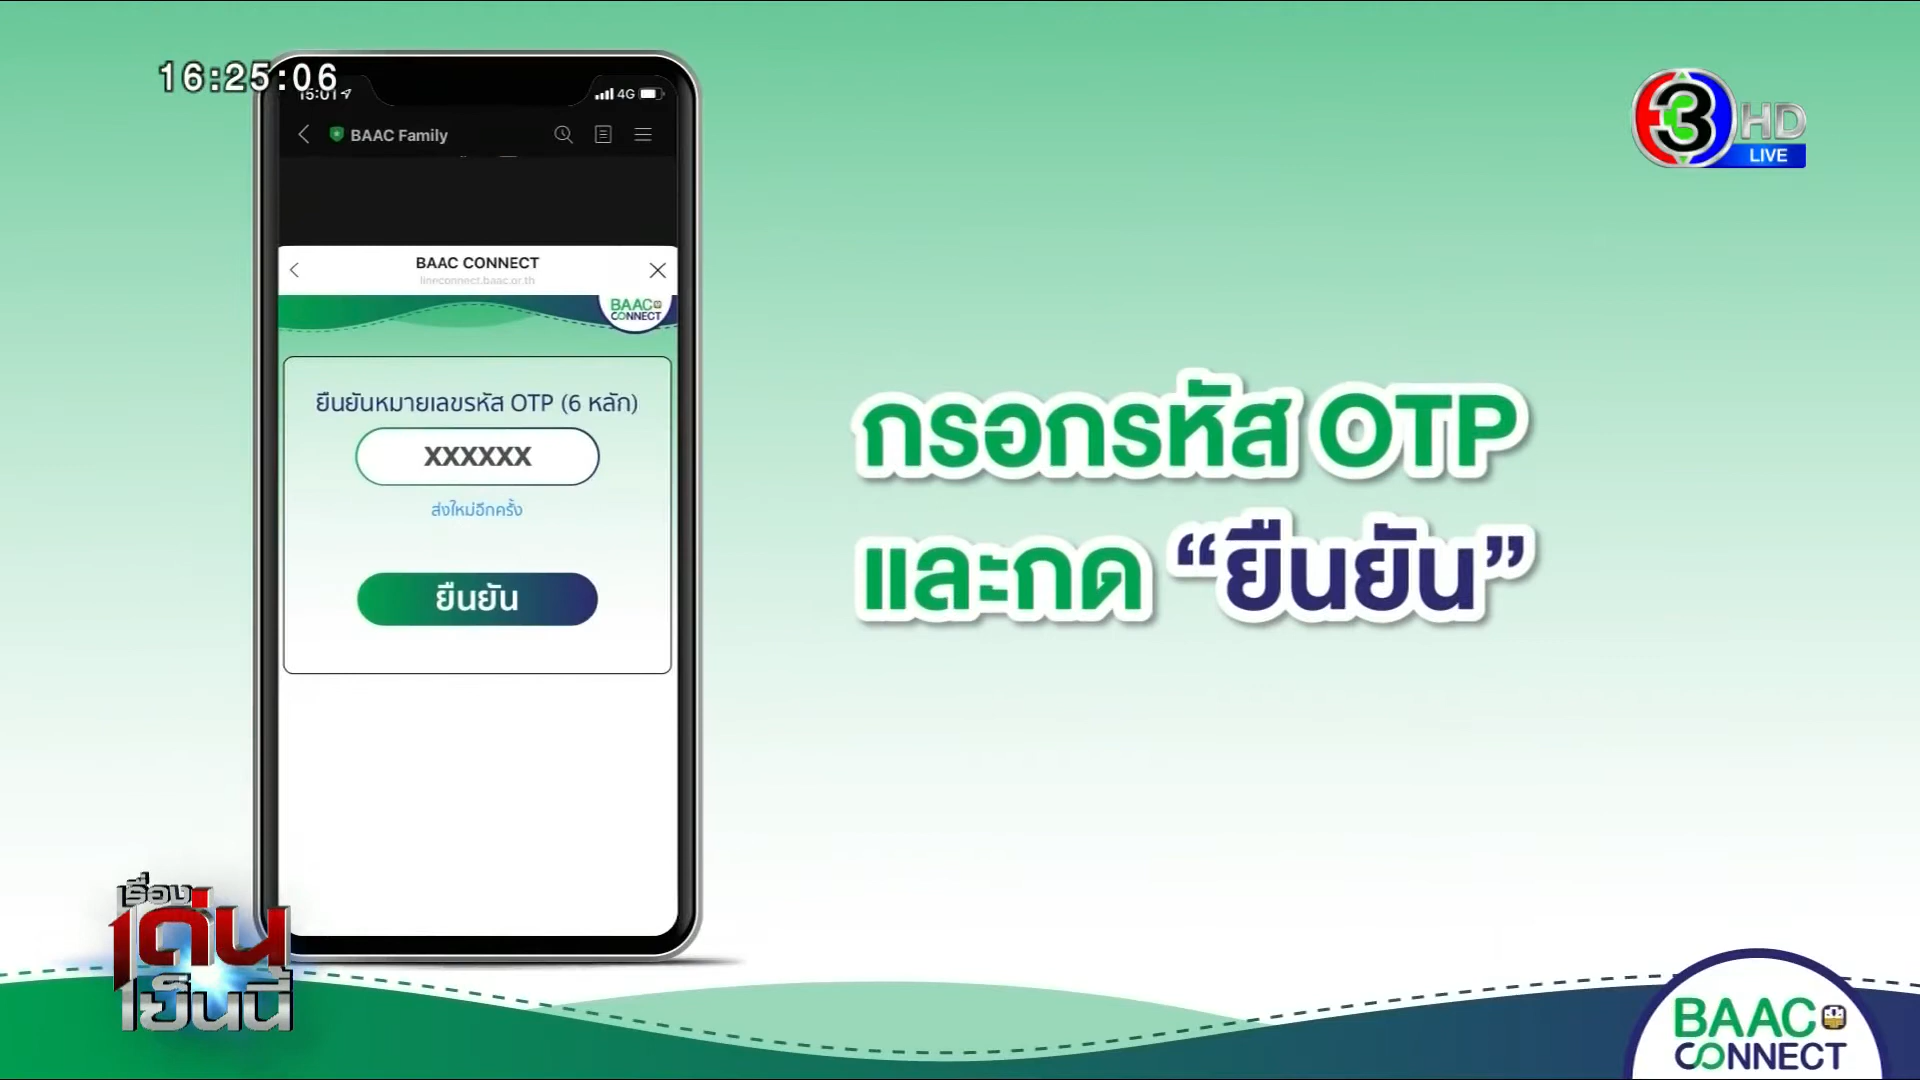 16:25:06
15:01
4G
BAAC Family
3 HD
LIVE
BAAC CONNECT
lineconnect.baac.or.th
BAAC
CONNECT
ยืนยันหมายเลขรหัส OTP (6 หลัก)
XXXXXX
ส่งใหม่อีกครั้ง
ยืนยัน
กรอกรหัส OTP
และกด “ยืนยัน”
เรื่อง
เด่น
เย็นนี้
BAAC
CONNECT